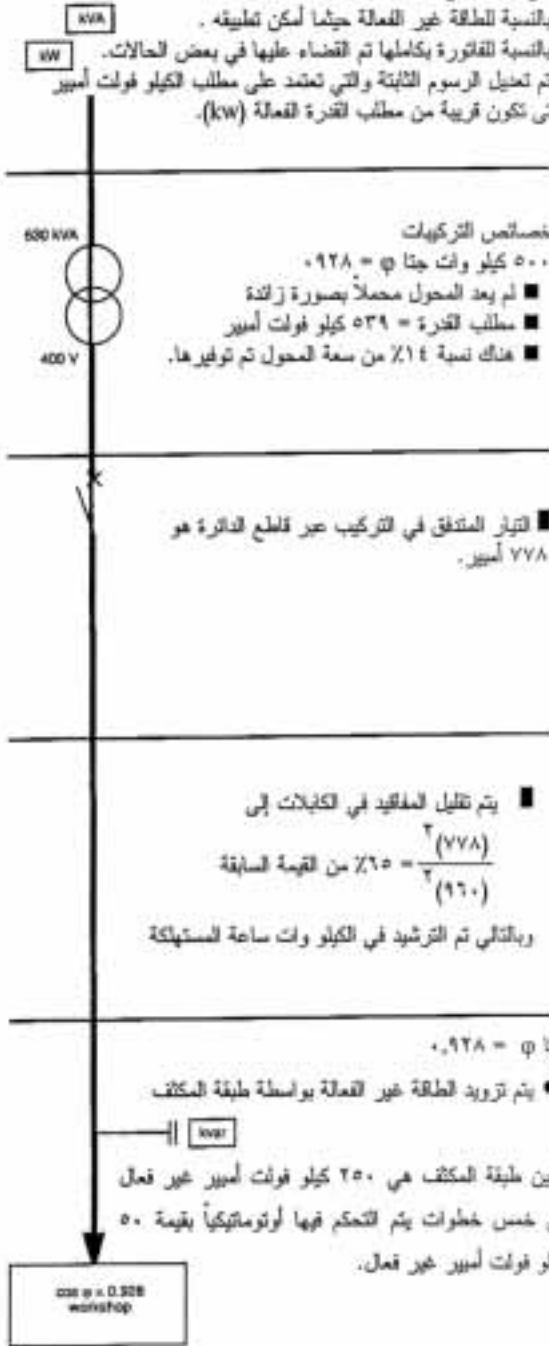 بالنسبة للطاقة غير الفعالة حيثما أمكن تطبيقه .
kVA
بالنسبة للفاتورة بكاملها تم القضاء عليها في بعض الحالات.
kW
تم تعديل الرسوم الثابتة والتي تعتمد على مطلب الكيلو فولت أمبير
تى تكون قريبة من مطلب القدرة الفعالة (kw).
630 kVA
400 V
خصائص التركيبات
٥٠٠ كيلو وات جتا φ = ٠٩٢٨
■ لم يعد المحول محملاً بصورة زائدة
■ مطلب القدرة = ٥٣٩ كيلو فولت أمبير
■ هناك نسبة ١٤٪ من سعة المحول تم توفيرها.
■ التيار المتدفق في التركيب عبر قاطع الدائرة هو
٧٧٨ أمبير.
■ يتم تقليل المفاقيد في الكابلات إلى
(٧٧٨)٢
= ٦٥٪ من القيمة السابقة
(٩٦٠)٢
وبالتالي تم الترشيد في الكيلو وات ساعة المستهلكة
تا φ = ٠,٩٢٨
● يتم تزويد الطاقة غير الفعالة بواسطة طبقة المكثف
kvar
ين طبقة المكثف هي ٢٥٠ كيلو فولت أمبير غير فعال
خمس خطوات يتم التحكم فيها أوتوماتيكياً بقيمة ٥٠
لو فولت أمبير غير فعال.
cos φ = 0.928
workshop